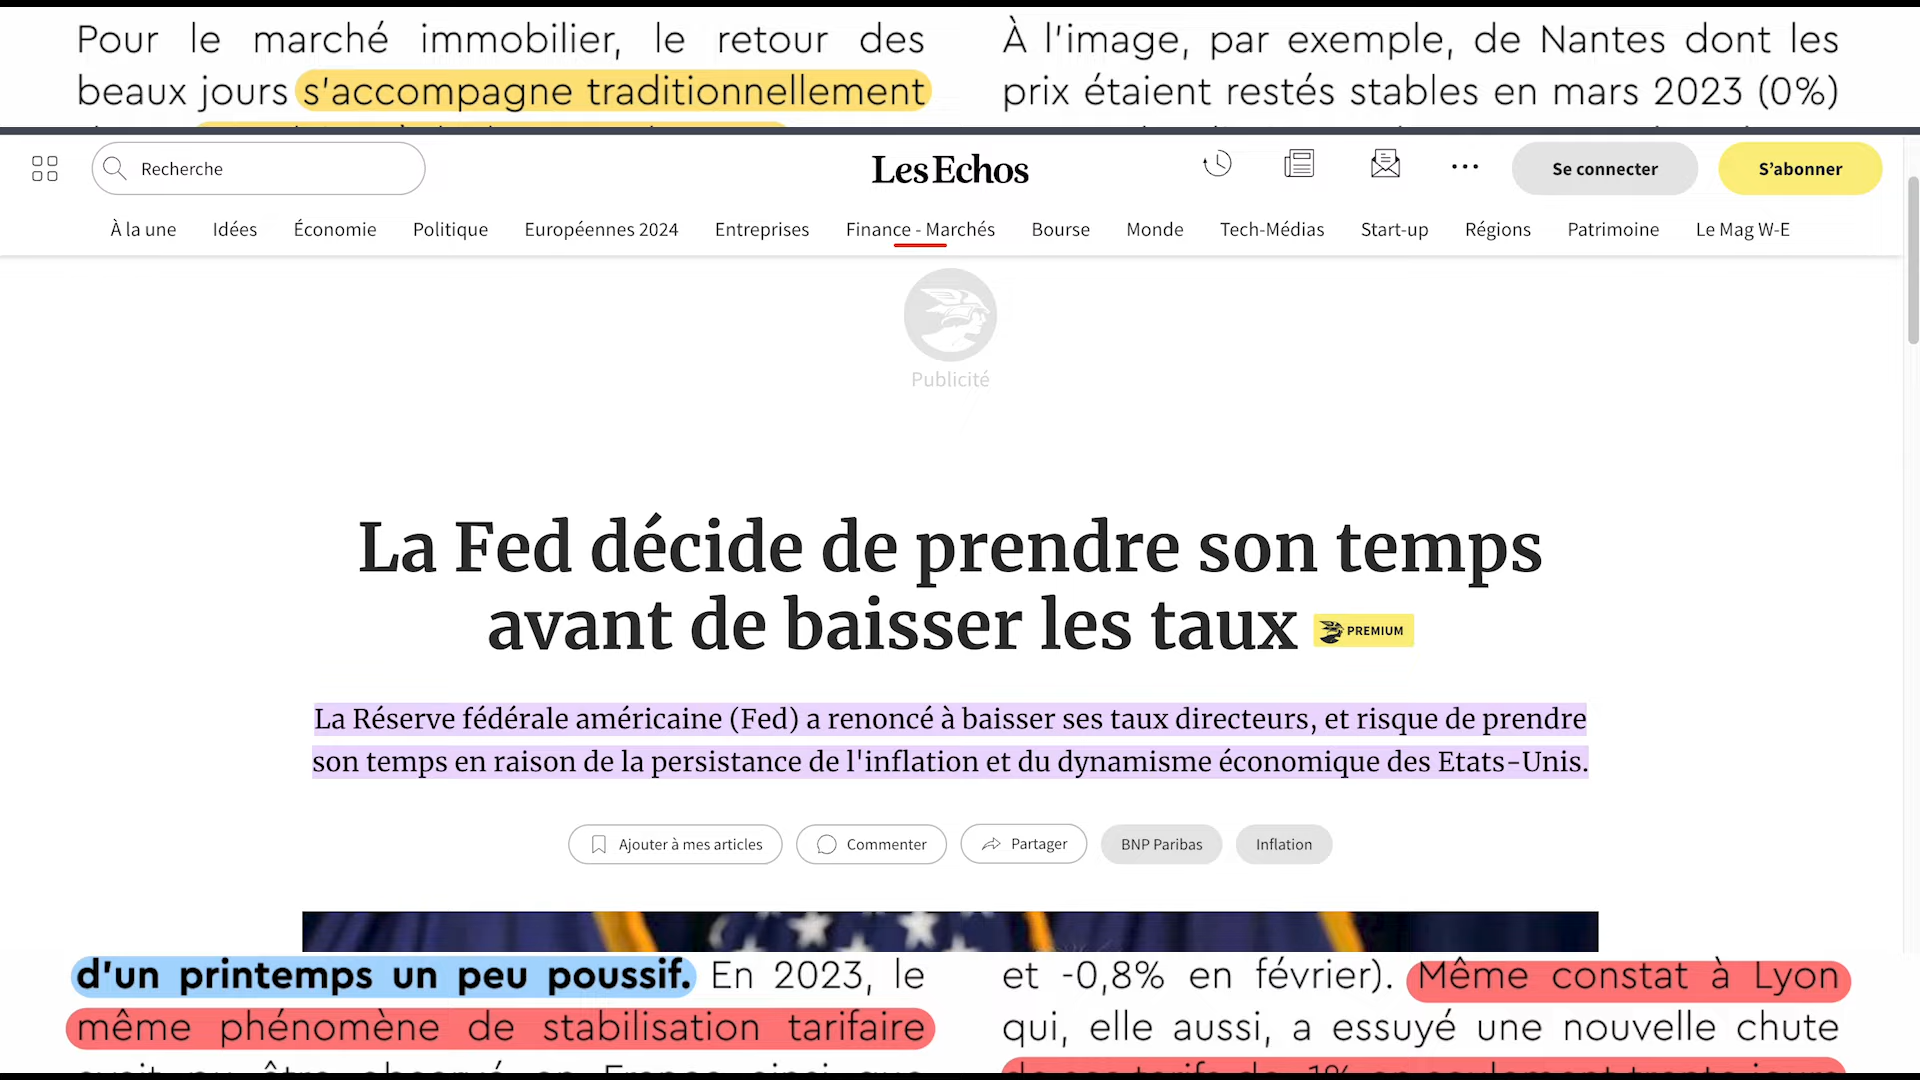 Pour le marché immobilier, le retour des
beaux jours s'accompagne traditionnellement
À l'image, par exemple, de Nantes dont les
prix étaient restés stables en mars 2023 (0%)
Recherche
Les Echos
Se connecter
S'abonner
À la une Idées Économie Politique Européennes 2024 Entreprises Finance - Marchés Bourse Monde Tech-Médias Start-up Régions Patrimoine Le Mag W-E
Publicité
La Fed décide de prendre son temps
avant de baisser les taux PREMIUM
La Réserve fédérale américaine (Fed) a renoncé à baisser ses taux directeurs, et risque de prendre
son temps en raison de la persistance de l'inflation et du dynamisme économique des Etats-Unis.
Ajouter à mes articles Commenter Partager BNP Paribas Inflation
d'un printemps un peu poussif. En 2023, le
même phénomène de stabilisation tarifaire
et -0,8% en février). Même constat à Lyon
qui, elle aussi, a essuyé une nouvelle chute